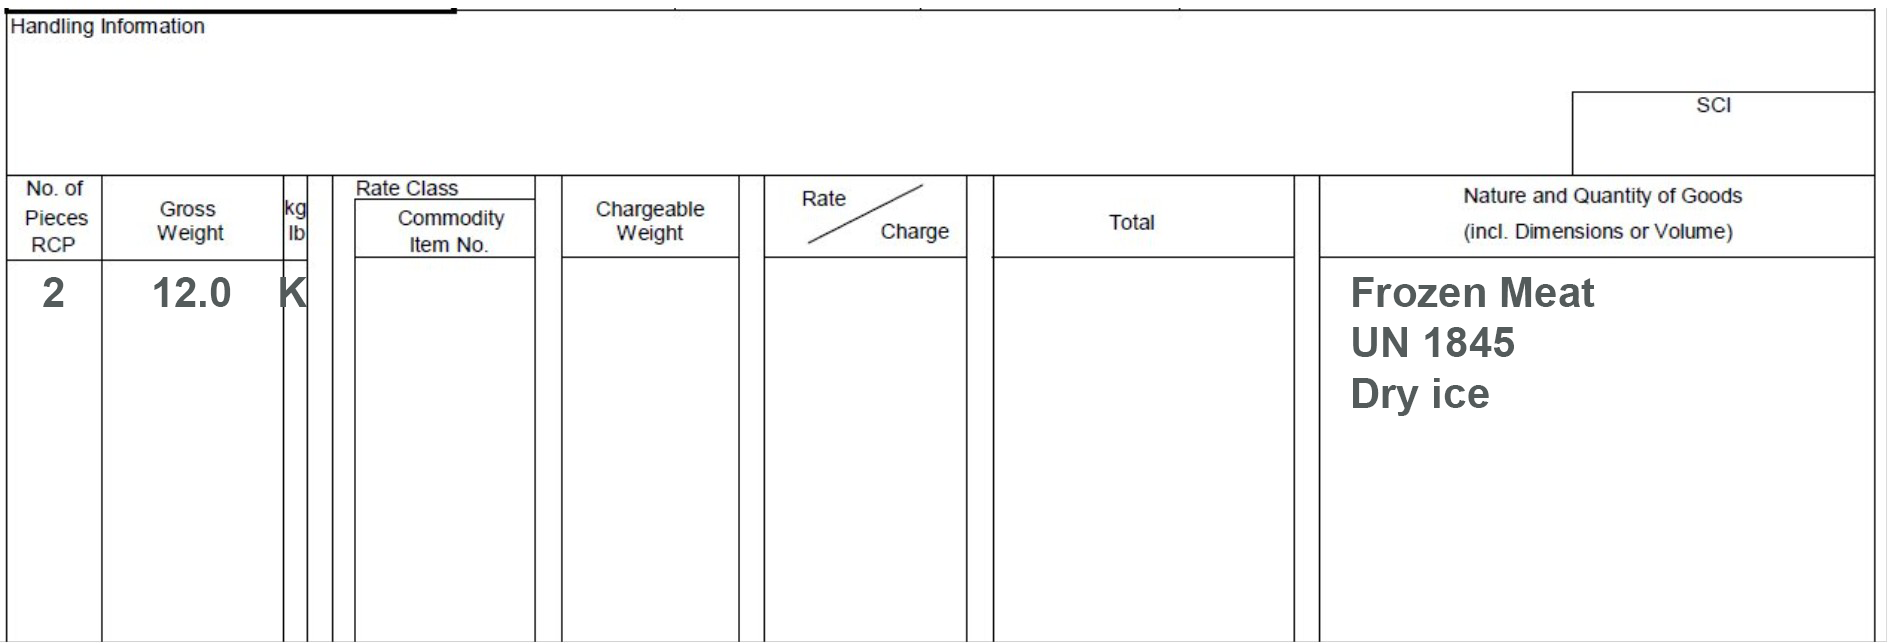 Handling Information
SCI
No. of
Pieces
RCP
Gross
Weight
kg
lb
Rate Class
Commodity
Item No.
Chargeable
Weight
Rate
Charge
Total
Nature and Quantity of Goods
(incl. Dimensions or Volume)
2 12.0 K Frozen Meat
UN 1845
Dry ice